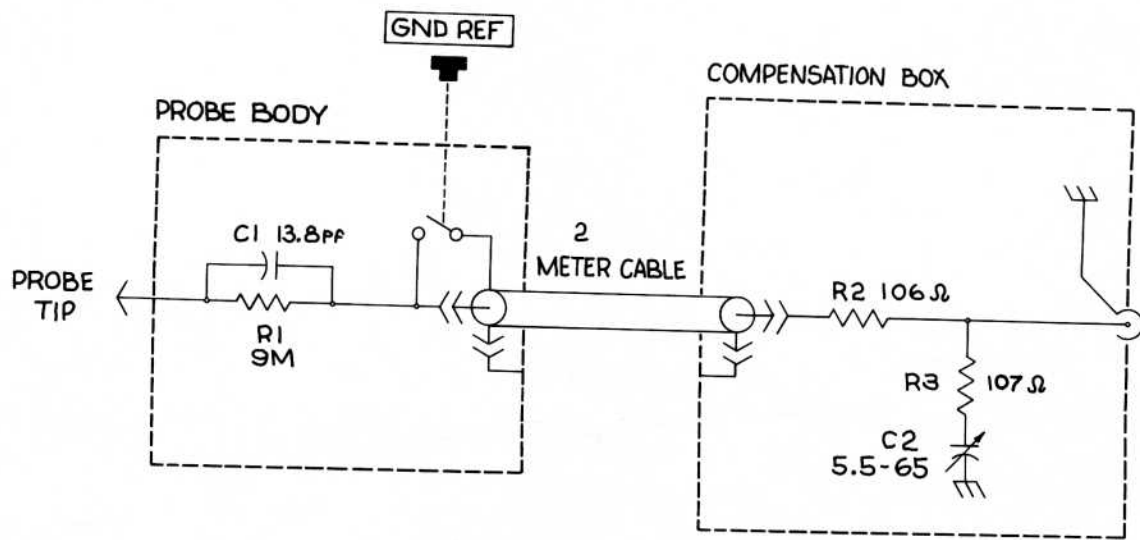 GND REF
COMPENSATION BOX
PROBE BODY
C1 13.8pf
2
METER CABLE
PROBE
TIP
R1
9M
R2 106Ω
R3 107Ω
C2
5.5-65